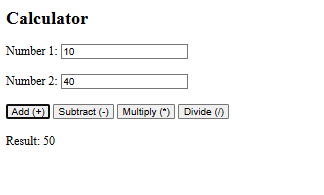 Calculator
Number 1: 10
Number 2: 40
Add (+) Subtract (-) Multiply (*) Divide (/)
Result: 50